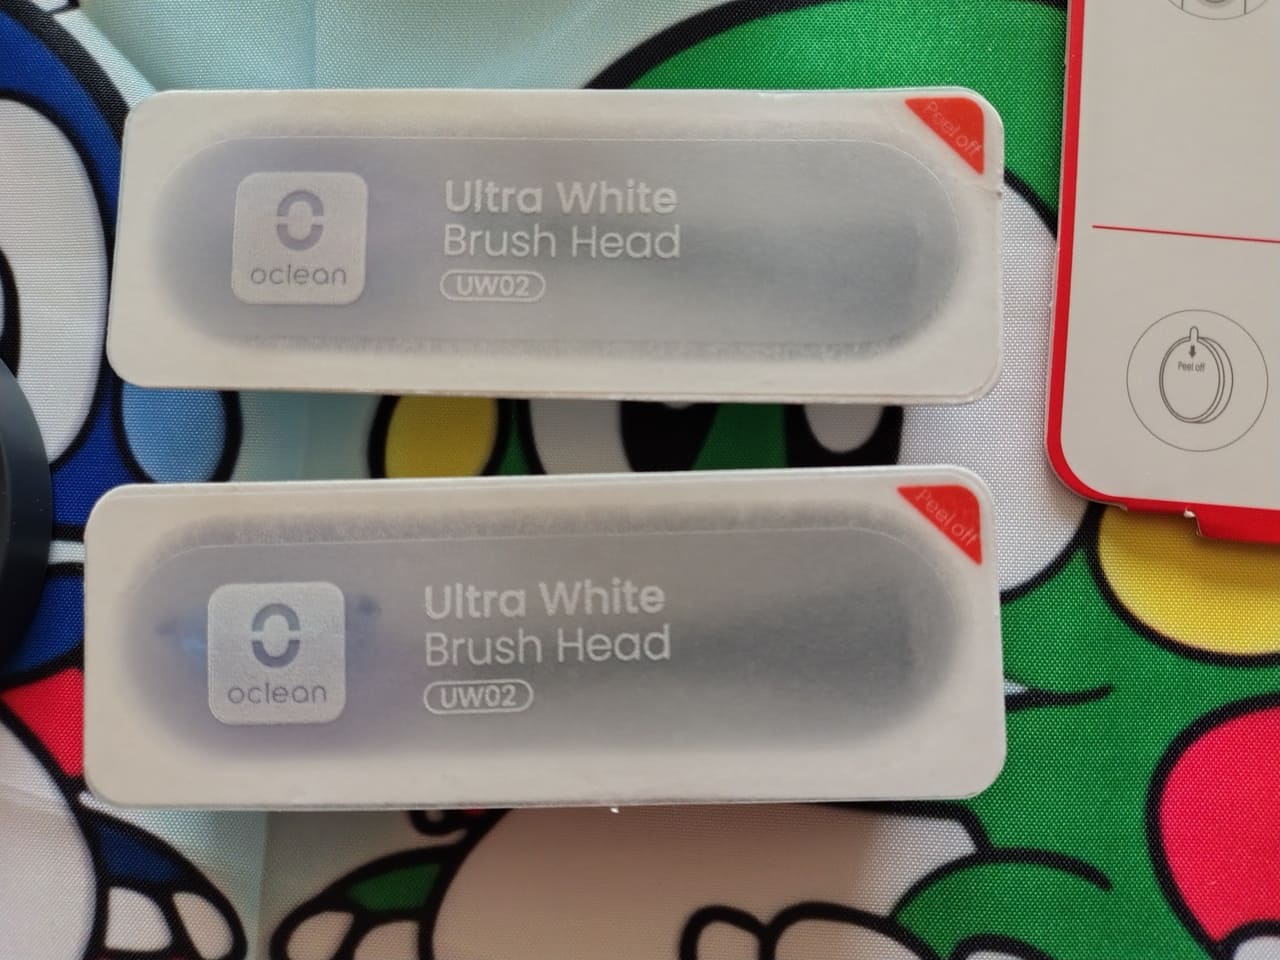 Peel off
oclean
Ultra White
Brush Head
UW02
Peel off
Peel off
oclean
Ultra White
Brush Head
UW02